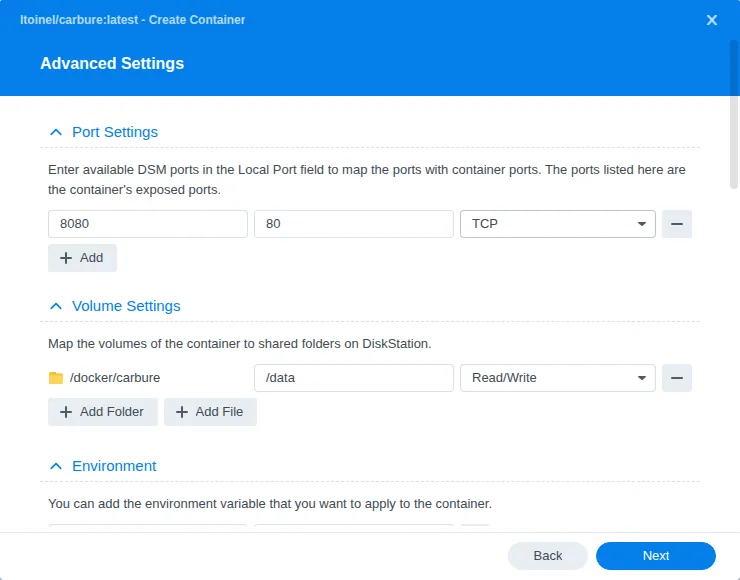 ltoinel/carbure:latest - Create Container
Advanced Settings
Port Settings
Enter available DSM ports in the Local Port field to map the ports with container ports. The ports listed here are
the container's exposed ports.
8080 80 TCP
Add
Volume Settings
Map the volumes of the container to shared folders on DiskStation.
/docker/carbure /data Read/Write
Add Folder Add File
Environment
You can add the environment variable that you want to apply to the container.
Back Next